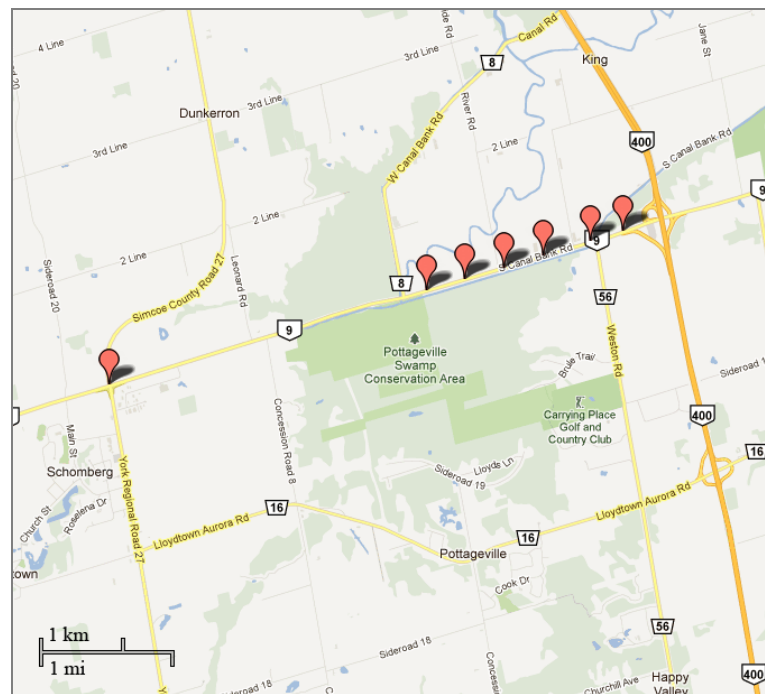 Canal Rd
8
Side Rd
King
Jane St
4 Line
3rd Line
Dunkerron
3rd Line
8
River Rd
3rd Line
2 Line
400
S Canal Bank Rd
W Canal Bank Rd
9
2 Line
2 Line
Leonard Rd
Simcoe County Road 27
Sideroad 20
S Canal Bank Rd
9
8
56
9
Weston Rd
Pottageville
Swamp
Conservation Area
Brule Trail
Sideroad 1
Carrying Place
Golf and
Country Club
400
Main St
Concession Road 8
Schomberg
York Regional Road 27
Church St
Roselena Dr
Sideroad 19
Lloyds Ln
16
16
Lloydtown Aurora Rd
Lloydtown Aurora Rd
16
Pottageville
town
Cook Dr
1 km
1 mi
Sideroad 18
56
Sideroad 18
Concession
Happy
Valley
400
Churchill Ave